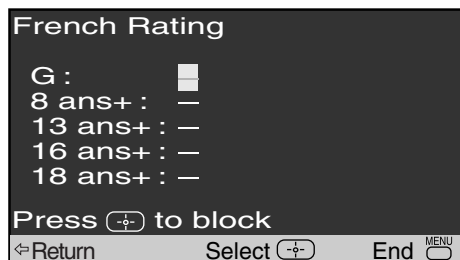 French Rating
G : —
8 ans+ : —
13 ans+ : —
16 ans+ : —
18 ans+ : —
Press to block
Return Select End MENU